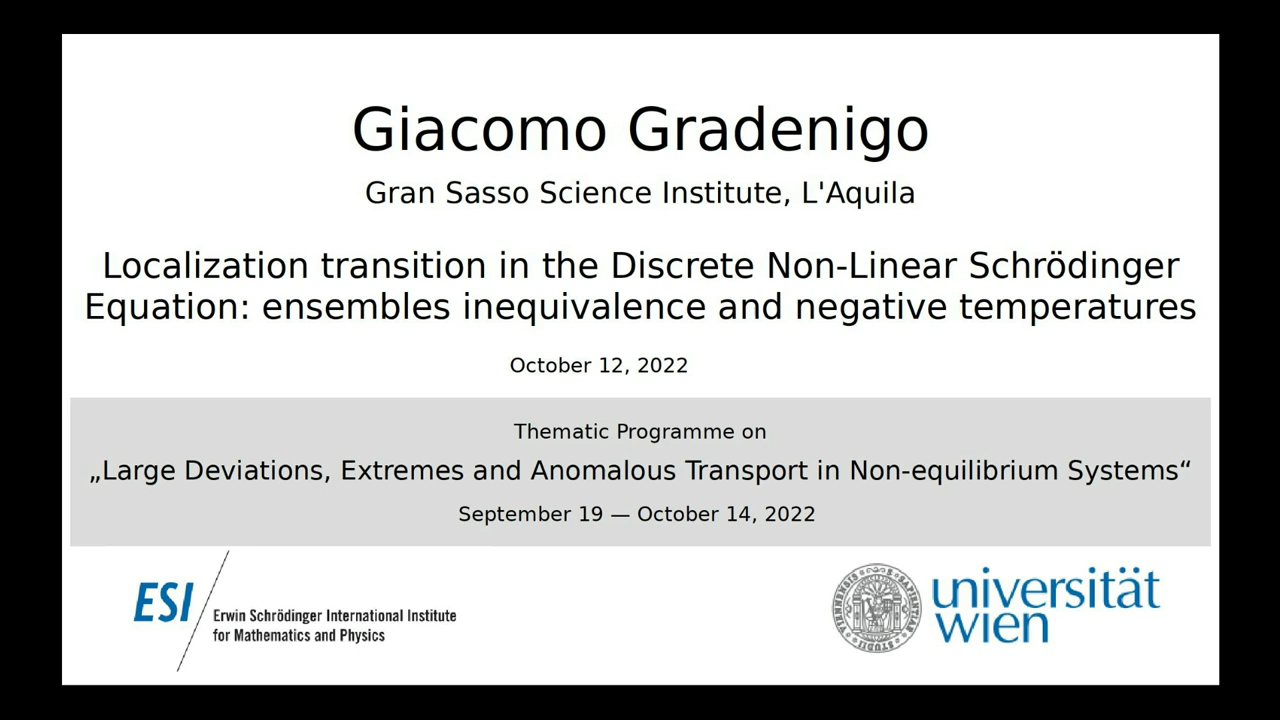 Giacomo Gradenigo
Gran Sasso Science Institute, L'Aquila
Localization transition in the Discrete Non-Linear Schrödinger
Equation: ensembles inequivalence and negative temperatures
October 12, 2022
Thematic Programme on
„Large Deviations, Extremes and Anomalous Transport in Non-equilibrium Systems“
September 19 — October 14, 2022
ESI
Erwin Schrödinger International Institute
for Mathematics and Physics
universität
wien